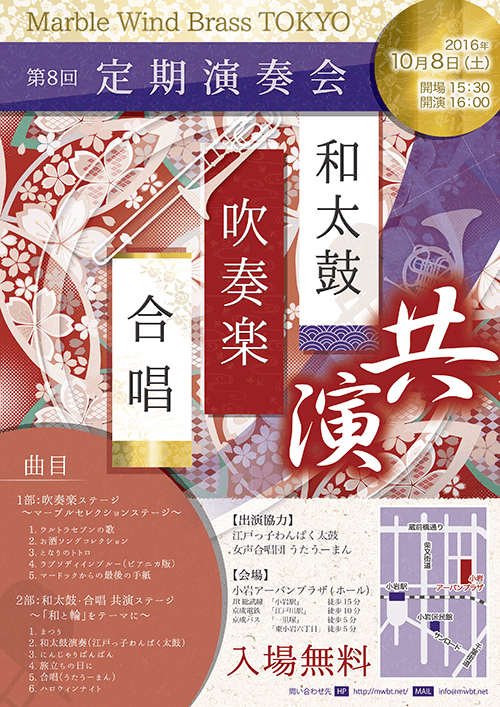 Marble Wind Brass TOKYO
第8回 定期演奏会
2016年
10月8日(土)
開場 15:30
開演 16:00
和太鼓
吹奏楽
合唱
共演
曲目
1部:吹奏楽ステージ
〜マーブルセレクションステージ〜
1. ウルトラセブンの歌
2. お酒ソングコレクション
3. となりのトトロ
4. ラプソディインブルー(ピアニカ版)
5. マードックからの最後の手紙
2部:和太鼓・合唱 共演ステージ
〜「和と輪」をテーマに〜
1. まつり
2. 和太鼓演奏(江戸っ子わんぱく太鼓)
3. にんじゃりばんばん
4. 旅立ちの日に
5. 合唱(うたうーまん)
6. ハロウィンナイト
【出演協力】
江戸っ子わんぱく太鼓
女声合唱団 うたうーまん
【会場】
小岩アーバンプラザ(ホール)
JR総武線 「小岩駅」 → 徒歩15分
京成電鉄 「江戸川駅」 → 徒歩10分
京成バス 「一里塚」 → 徒歩5分
「東小岩六丁目」 徒歩5分
入場無料
蔵前橋通り
柴又街道
小岩
アーバンプラザ
小岩駅
小岩区民館
サンロード
千葉街道
問い合わせ先 HP http://mwbt.net/ MAIL info@mwbt.net